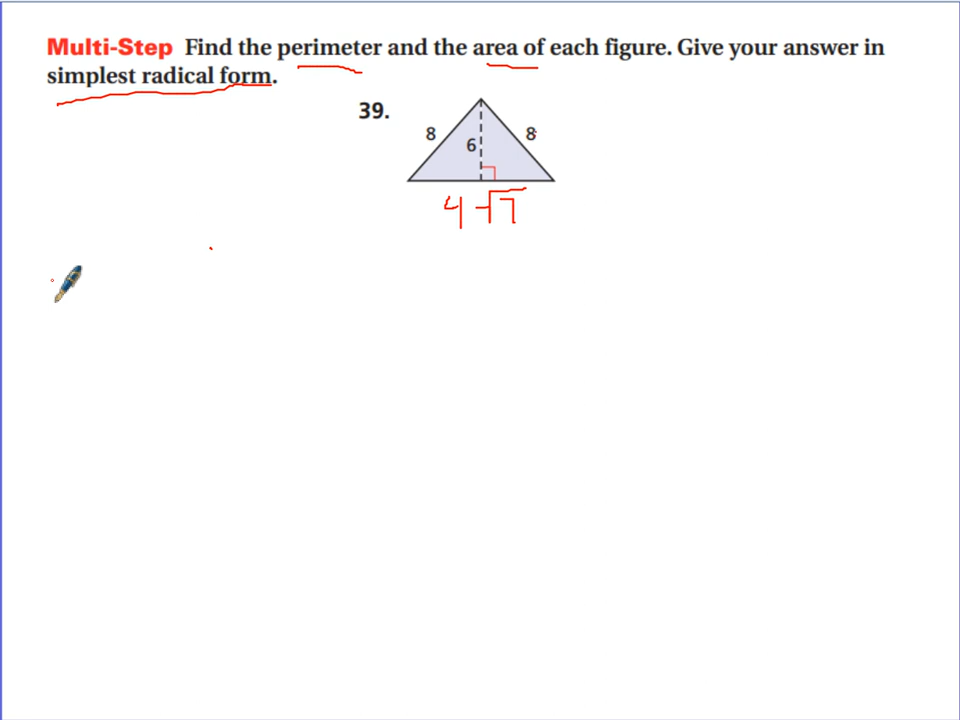 Multi-Step Find the perimeter and the area of each figure. Give your answer in
simplest radical form.
39.
8
6
8
4√7